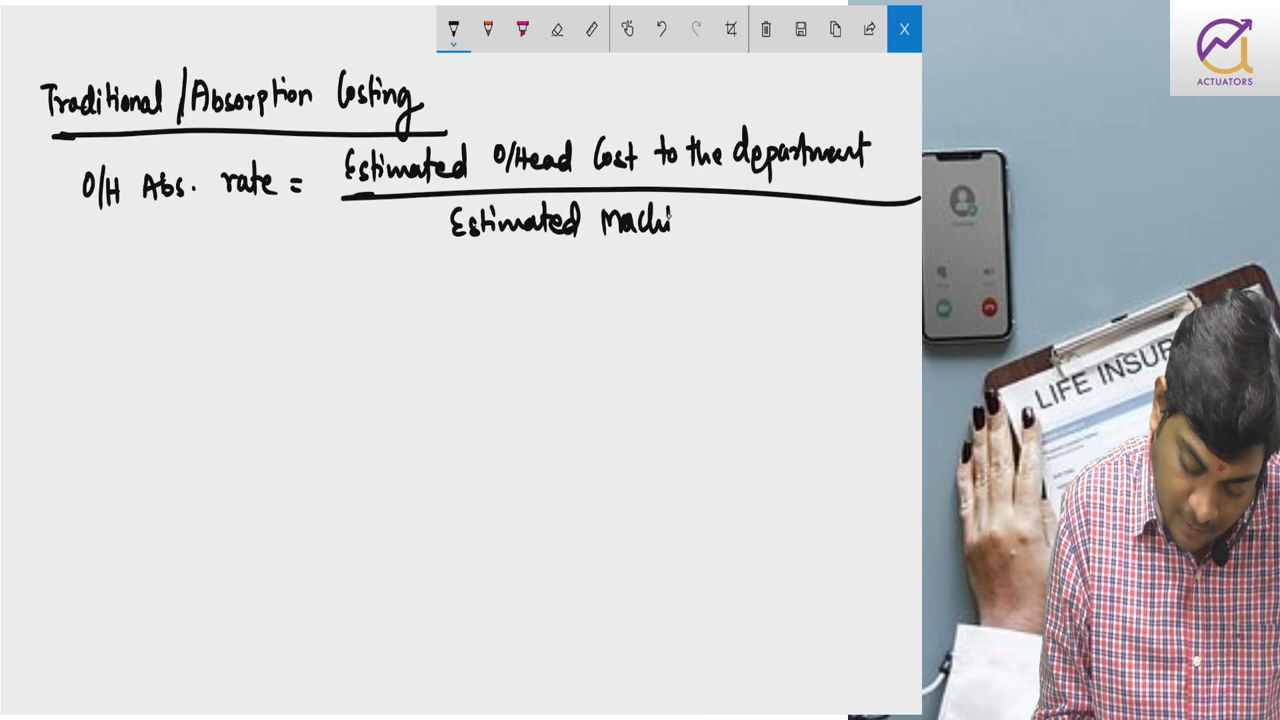 Traditional / Absorption Costing
O/H Abs. rate = Estimated O/Head Cost to the department
Estimated Machi
ACTUATORS
LIFE INSUR